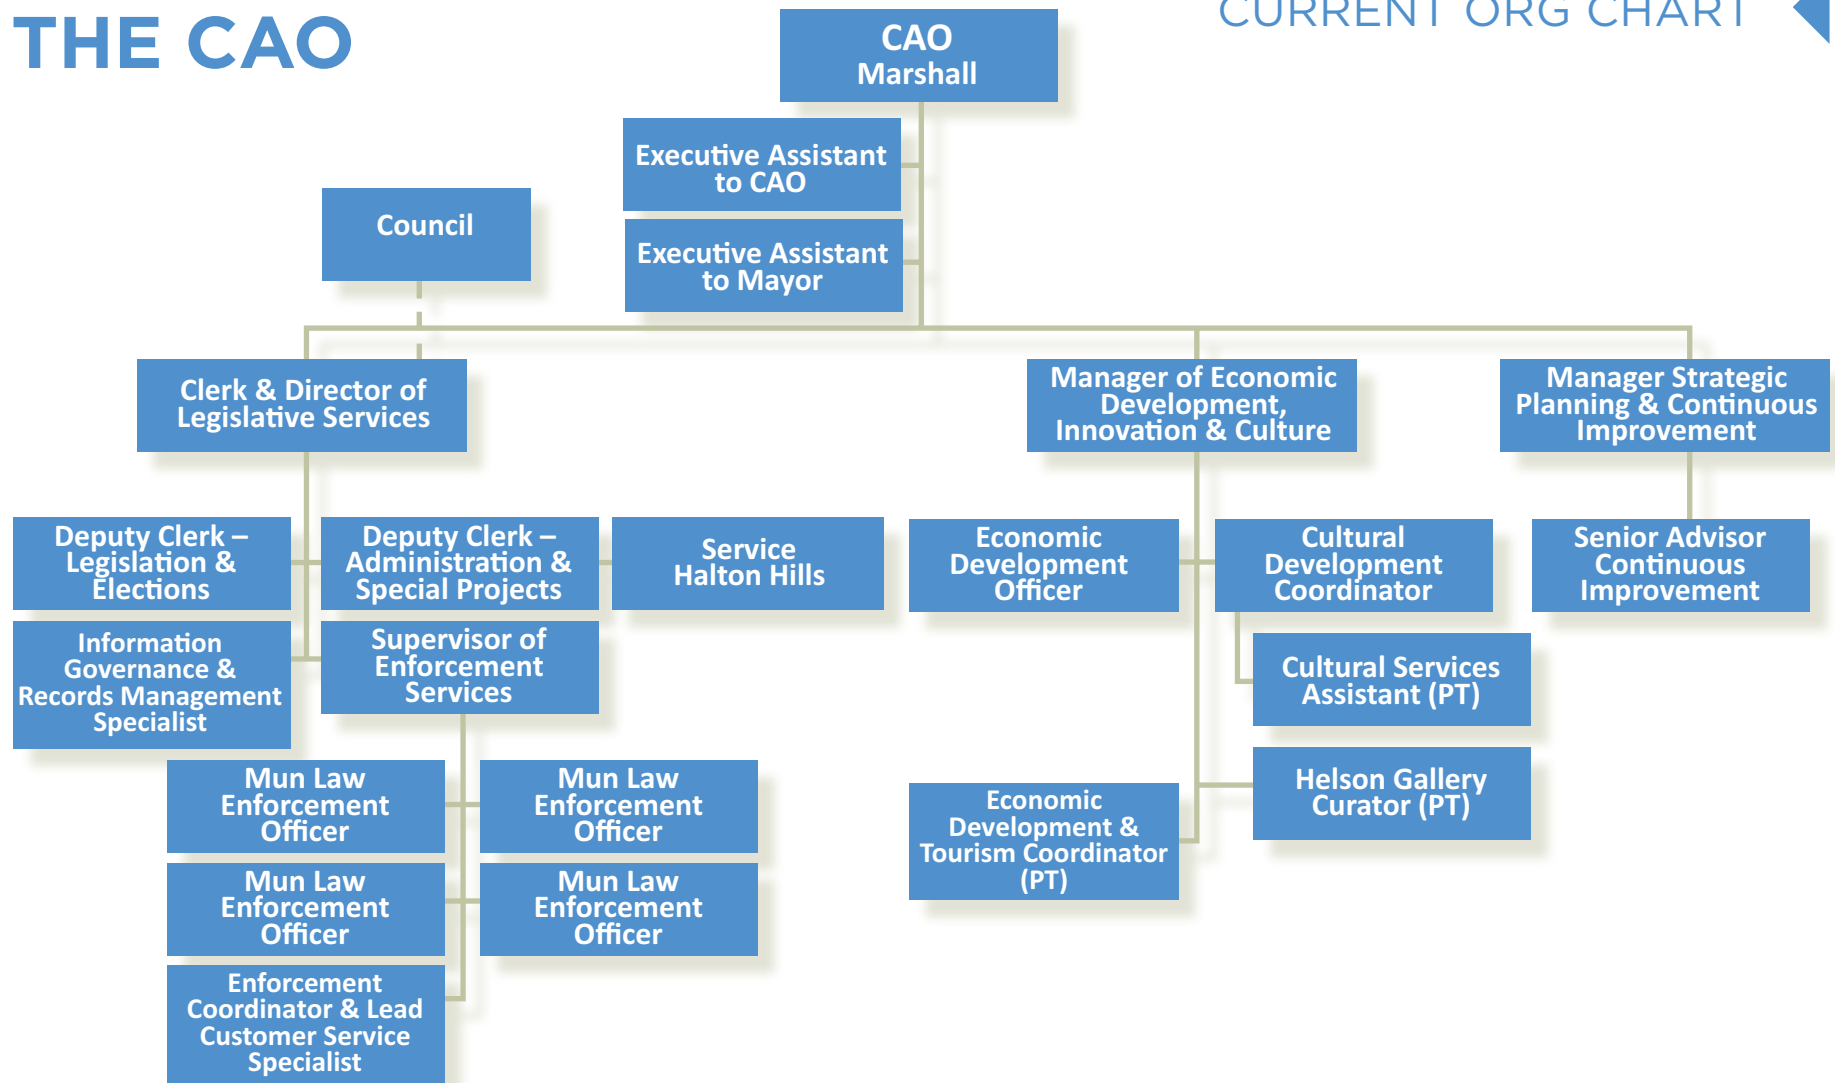 THE CAO
CURRENT ORG CHART
CAO
Marshall
Executive Assistant
to CAO
Executive Assistant
to Mayor
Council
Clerk & Director of
Legislative Services
Manager of Economic
Development,
Innovation & Culture
Manager Strategic
Planning & Continuous
Improvement
Deputy Clerk –
Legislation &
Elections
Deputy Clerk –
Administration &
Special Projects
Service
Halton Hills
Economic
Development
Officer
Cultural
Development
Coordinator
Senior Advisor
Continuous
Improvement
Information
Governance &
Records Management
Specialist
Supervisor of
Enforcement
Services
Cultural Services
Assistant (PT)
Helson Gallery
Curator (PT)
Economic
Development &
Tourism Coordinator
(PT)
Mun Law
Enforcement
Officer
Mun Law
Enforcement
Officer
Mun Law
Enforcement
Officer
Mun Law
Enforcement
Officer
Enforcement
Coordinator & Lead
Customer Service
Specialist